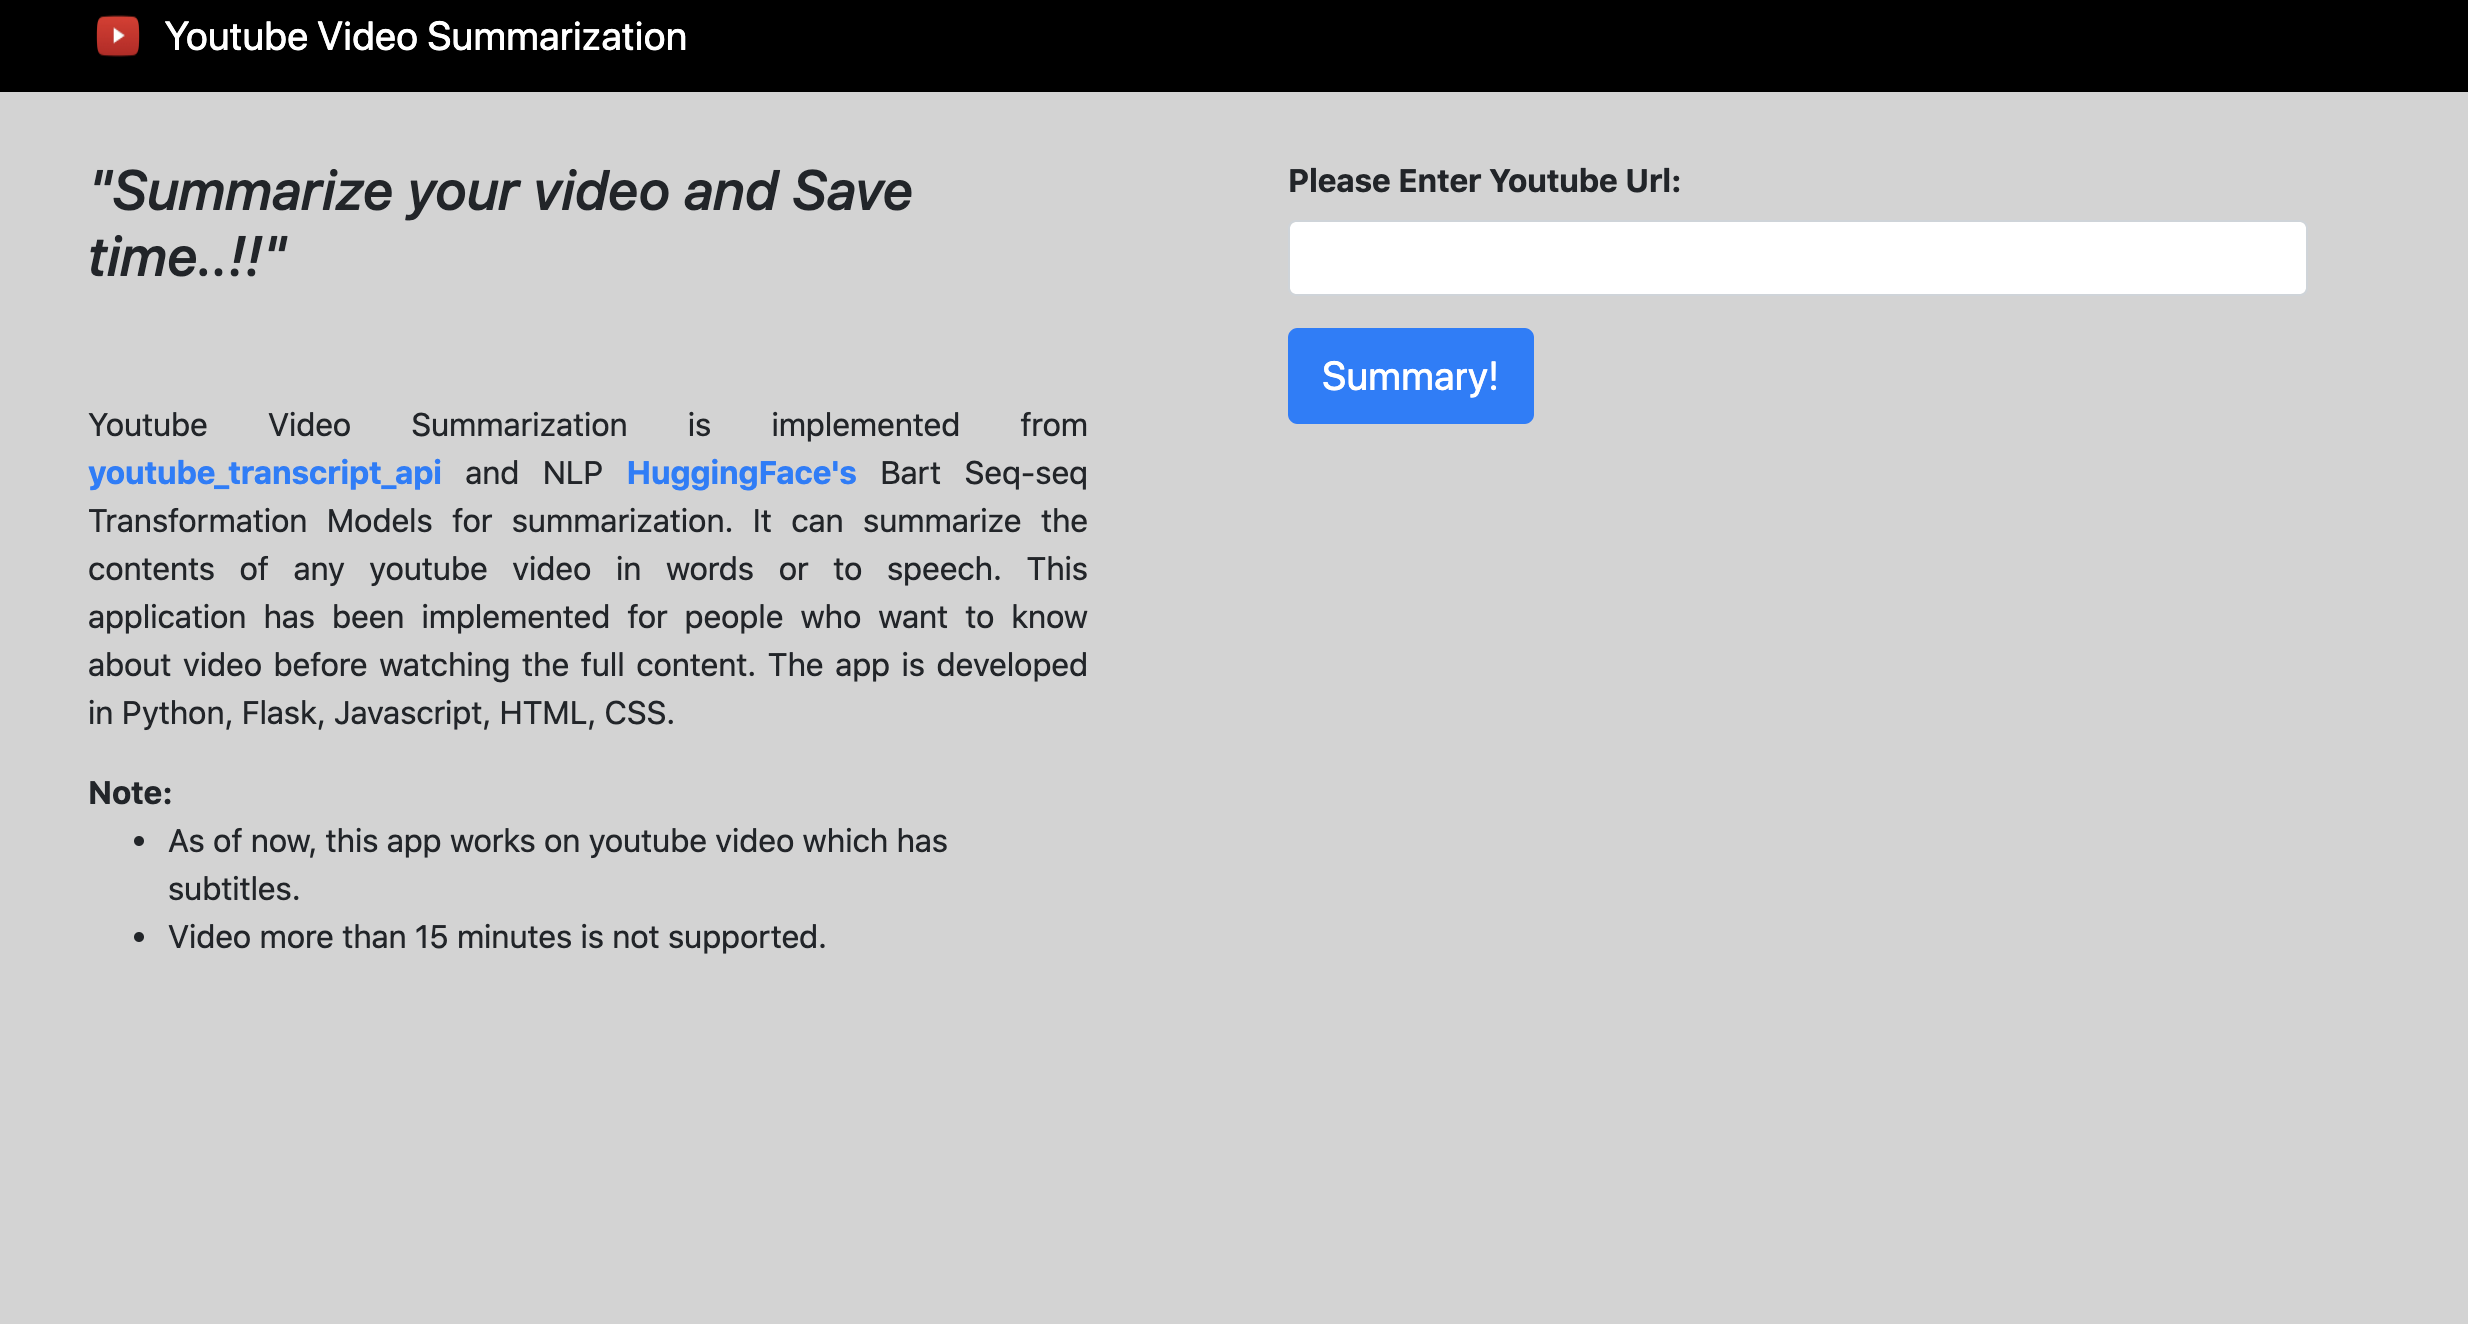 Youtube Video Summarization
"Summarize your video and Save
time..!!"
Youtube Video Summarization is implemented from
youtube_transcript_api and NLP HuggingFace's Bart Seq-seq
Transformation Models for summarization. It can summarize the
contents of any youtube video in words or to speech. This
application has been implemented for people who want to know
about video before watching the full content. The app is developed
in Python, Flask, Javascript, HTML, CSS.
Note:
• As of now, this app works on youtube video which has
subtitles.
• Video more than 15 minutes is not supported.
Please Enter Youtube Url:
Summary!